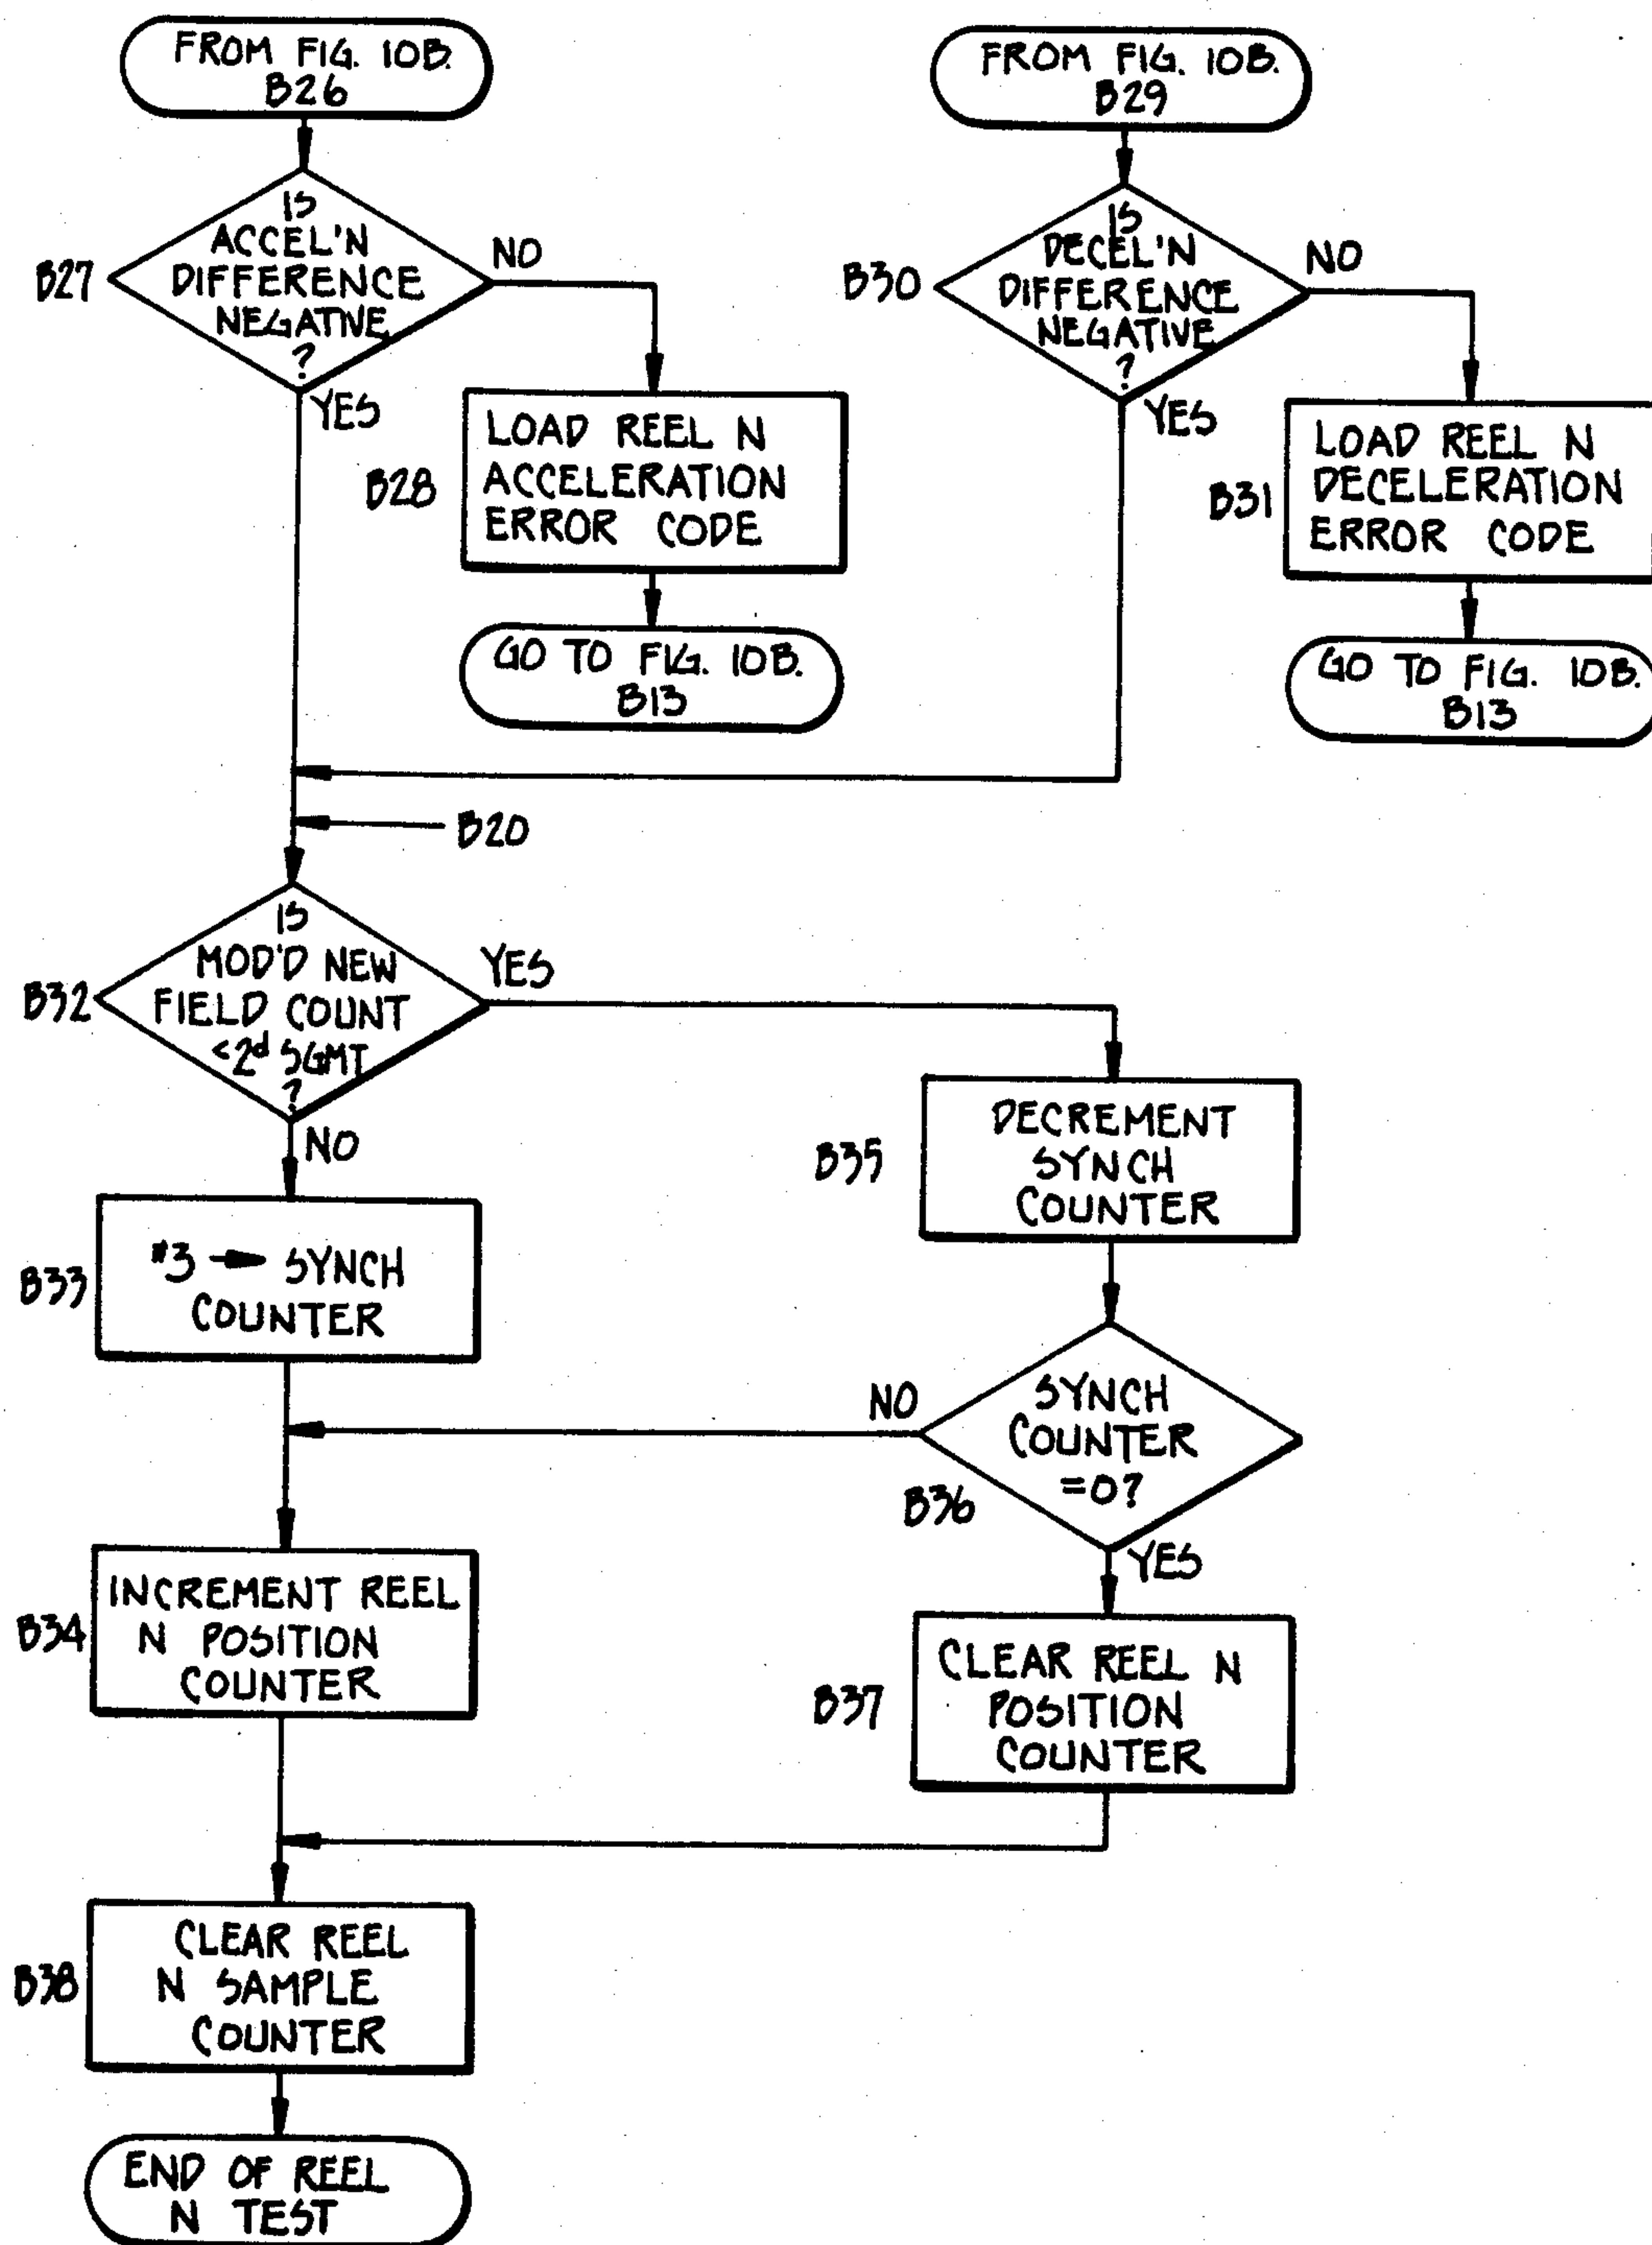 FROM FIG. 10B.
B26
FROM FIG. 10B.
B29
B27
IS
ACCEL'N
DIFFERENCE
NEGATIVE
?
NO
YES
B30
IS
DECEL'N
DIFFERENCE
NEGATIVE
?
NO
YES
B28
LOAD REEL N
ACCELERATION
ERROR CODE
B31
LOAD REEL N
DECELERATION
ERROR CODE
GO TO FIG. 10B.
B13
GO TO FIG. 10B.
B13
B20
B32
IS
MOD'D NEW
FIELD COUNT
<2d SGMT
?
YES
NO
B35
DECREMENT
SYNCH
COUNTER
B33
#3 → SYNCH
COUNTER
NO
SYNCH
COUNTER
=0?
B36
YES
B34
INCREMENT REEL
N POSITION
COUNTER
B37
CLEAR REEL N
POSITION
COUNTER
B38
CLEAR REEL
N SAMPLE
COUNTER
END OF REEL
N TEST